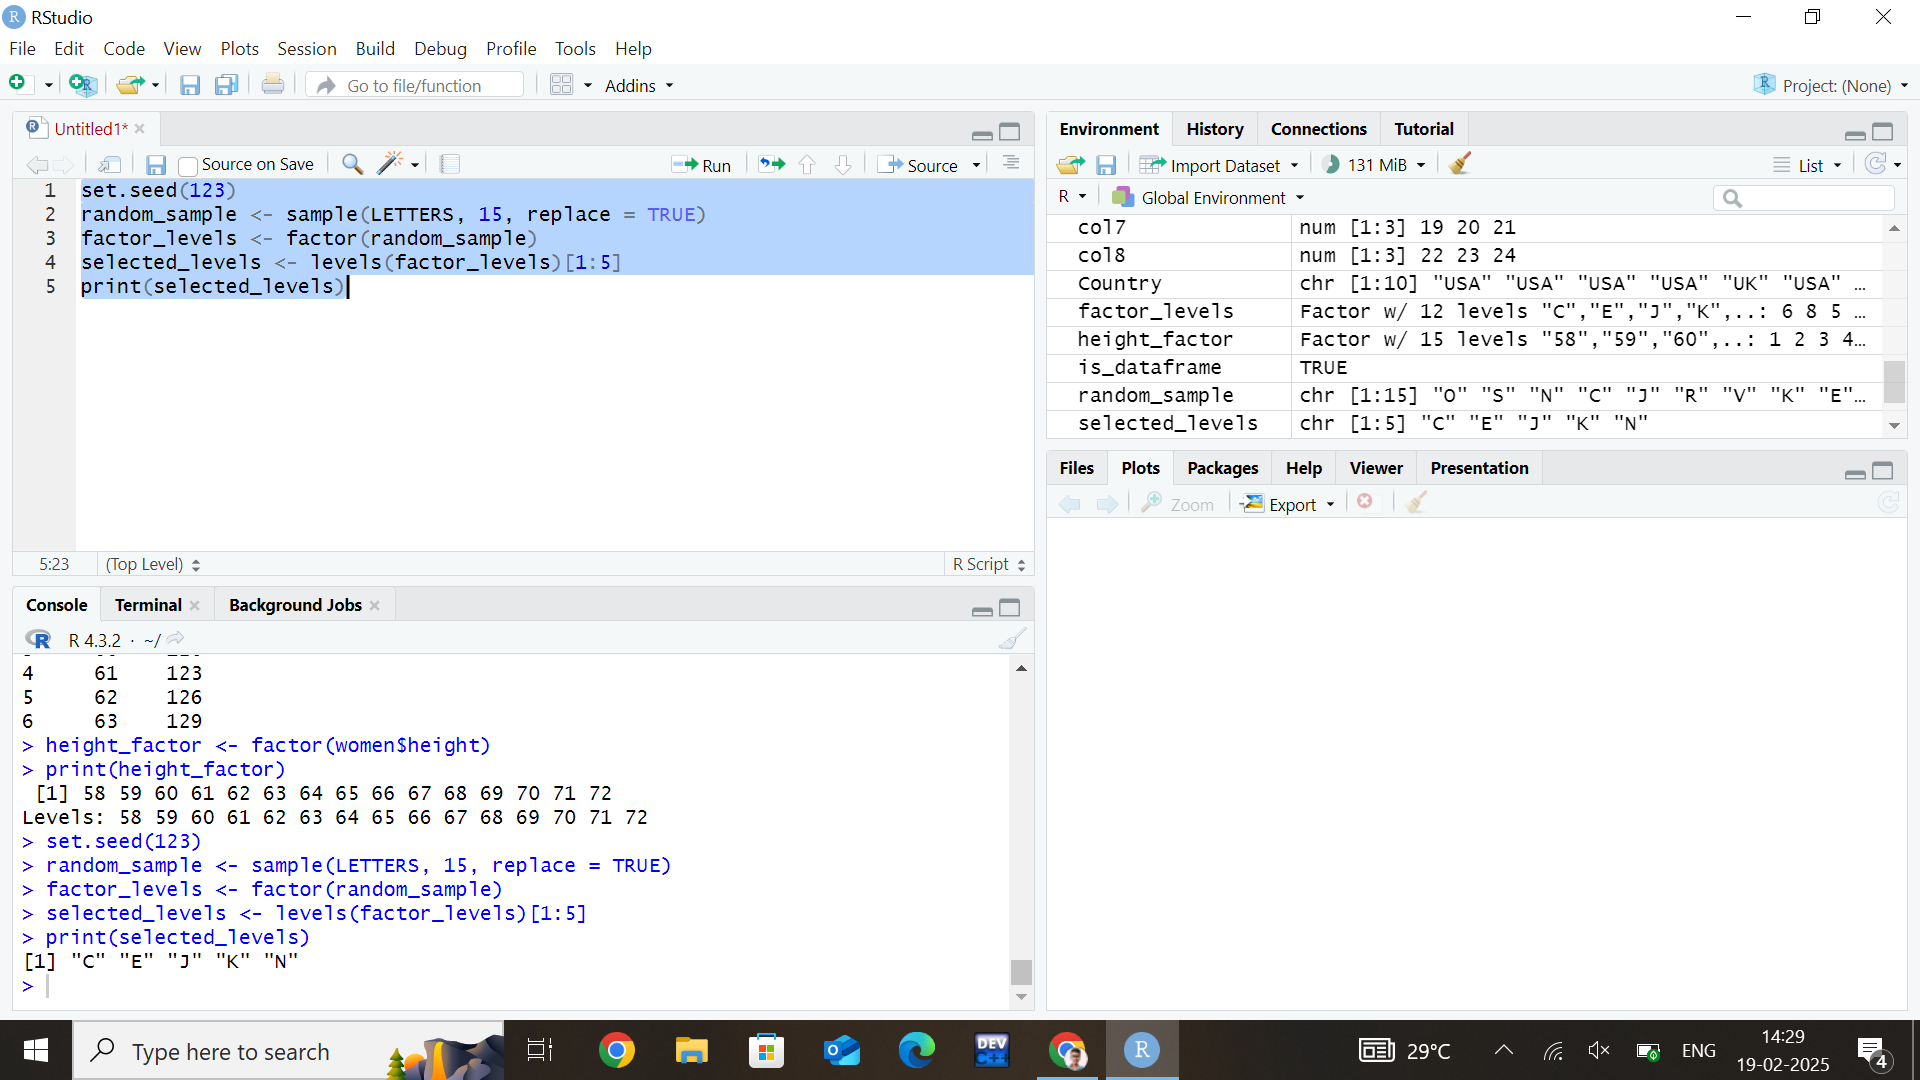 RStudio
File Edit Code View Plots Session Build Debug Profile Tools Help
Go to file/function Addins Project: (None)
Untitled1*
Source on Save Run Source
1 set.seed(123)
2 random_sample <- sample(LETTERS, 15, replace = TRUE)
3 factor_levels <- factor(random_sample)
4 selected_levels <- levels(factor_levels)[1:5]
5 print(selected_levels)
5:23 (Top Level) R Script
Console Terminal Background Jobs
R 4.3.2 · ~/
4 61 123
5 62 126
6 63 129
> height_factor <- factor(women$height)
> print(height_factor)
[1] 58 59 60 61 62 63 64 65 66 67 68 69 70 71 72
Levels: 58 59 60 61 62 63 64 65 66 67 68 69 70 71 72
> set.seed(123)
> random_sample <- sample(LETTERS, 15, replace = TRUE)
> factor_levels <- factor(random_sample)
> selected_levels <- levels(factor_levels)[1:5]
> print(selected_levels)
[1] "C" "E" "J" "K" "N"
>
Environment History Connections Tutorial
Import Dataset 131 MiB List
R Global Environment
col7 num [1:3] 19 20 21
col8 num [1:3] 22 23 24
Country chr [1:10] "USA" "USA" "USA" "USA" "UK" "USA" …
factor_levels Factor w/ 12 levels "C","E","J","K",..: 6 8 5 …
height_factor Factor w/ 15 levels "58","59","60",..: 1 2 3 4…
is_dataframe TRUE
random_sample chr [1:15] "O" "S" "N" "C" "J" "R" "V" "K" "E"…
selected_levels chr [1:5] "C" "E" "J" "K" "N"
Files Plots Packages Help Viewer Presentation
Zoom Export
Type here to search
DEV
C++
R
29°C
ENG
14:29
19-02-2025
4